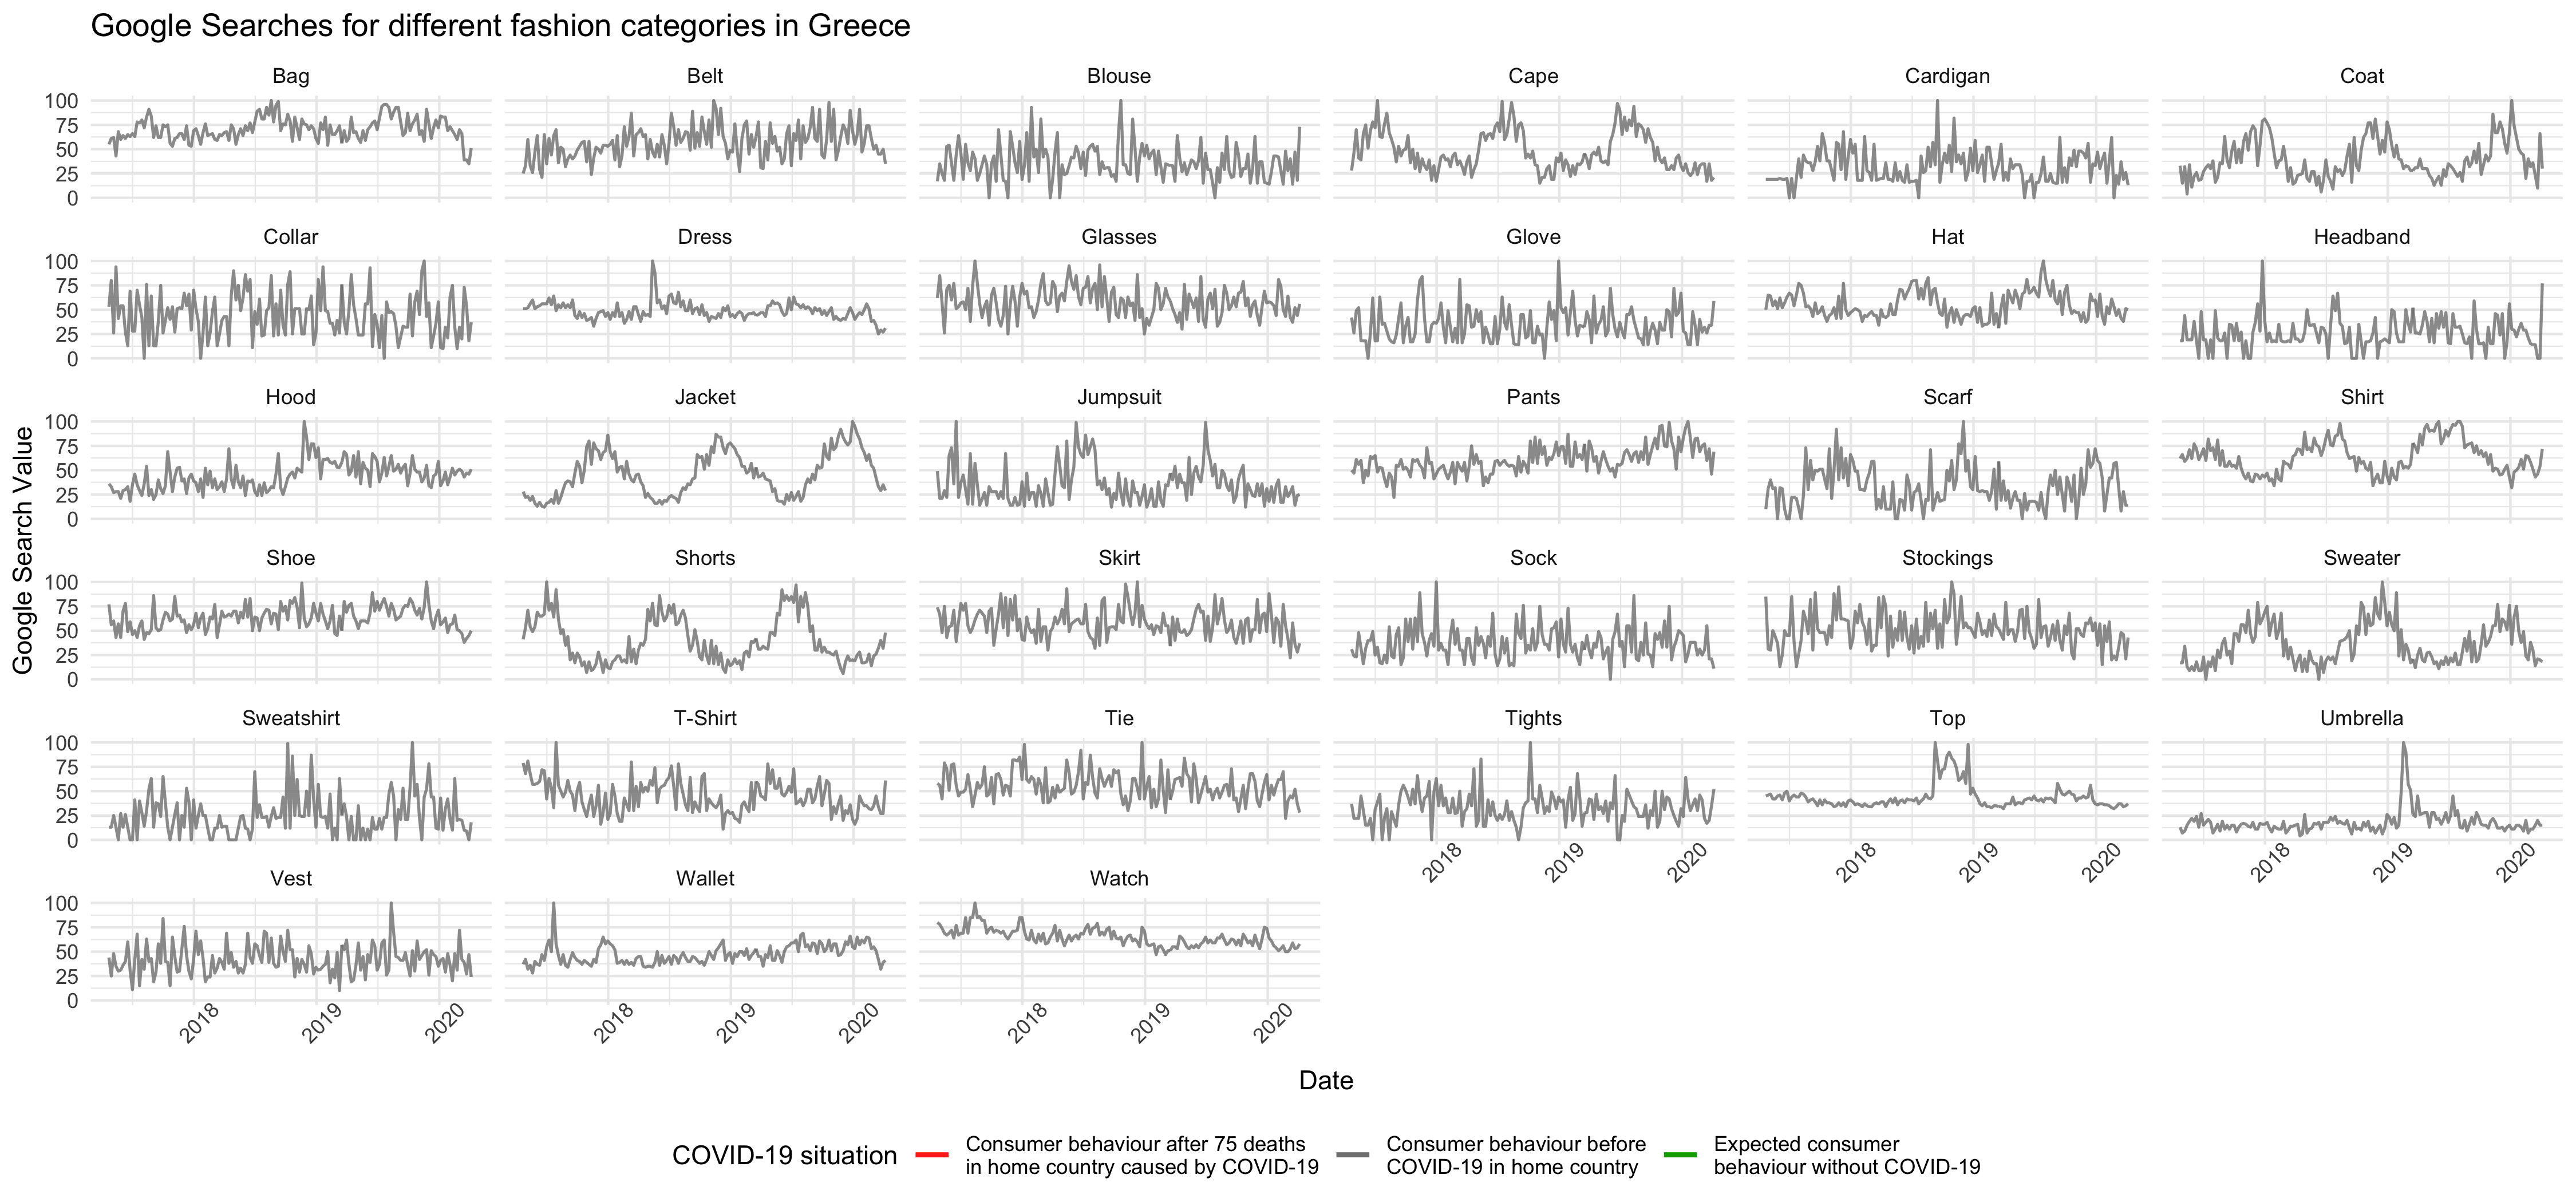 Google Searches for different fashion categories in Greece
Bag Belt Blouse Cape Cardigan Coat
100
75
50
25
0
Collar Dress Glasses Glove Hat Headband
100
75
50
25
0
Hood Jacket Jumpsuit Pants Scarf Shirt
100
75
50
25
0
Google Search Value
Shoe Shorts Skirt Sock Stockings Sweater
100
75
50
25
0
Sweatshirt T-Shirt Tie Tights Top Umbrella
100
75
50
25
0
2018 2019 2020 2018 2019 2020 2018 2019 2020
Vest Wallet Watch
100
75
50
25
0
2018 2019 2020 2018 2019 2020 2018 2019 2020
Date
COVID-19 situation
Consumer behaviour after 75 deaths
in home country caused by COVID-19
Consumer behaviour before
COVID-19 in home country
Expected consumer
behaviour without COVID-19